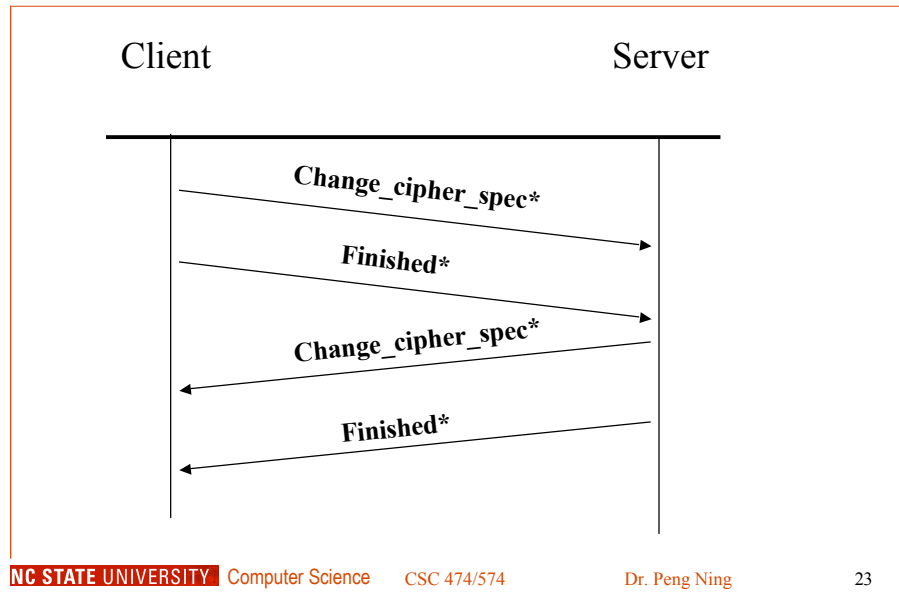 Client Server
Change_cipher_spec*
Finished*
Change_cipher_spec*
Finished*
NC STATE UNIVERSITY Computer Science CSC 474/574 Dr. Peng Ning 23